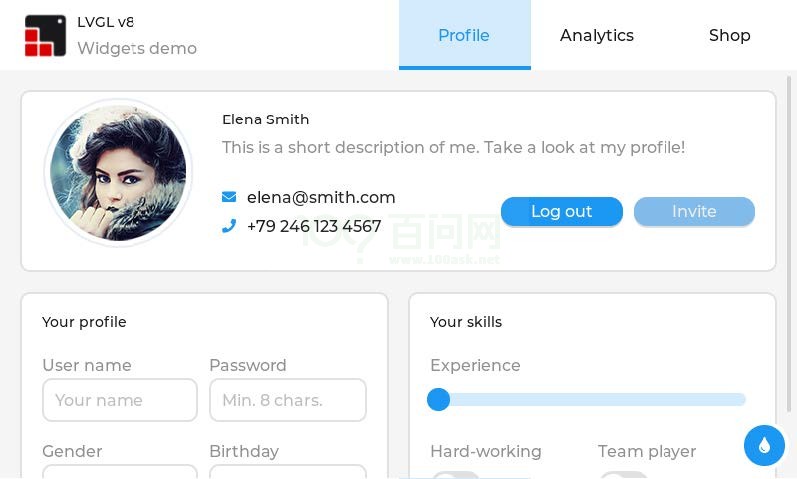 LVGL v8
Widgets demo
Profile
Analytics
Shop
Elena Smith
This is a short description of me. Take a look at my profile!
elena@smith.com
+79 246 123 4567
Log out
Invite
100?
百问网
www.100ask.net
Your profile
User name
Password
Your name
Min. 8 chars.
Gender
Birthday
Your skills
Experience
Hard-working
Team player